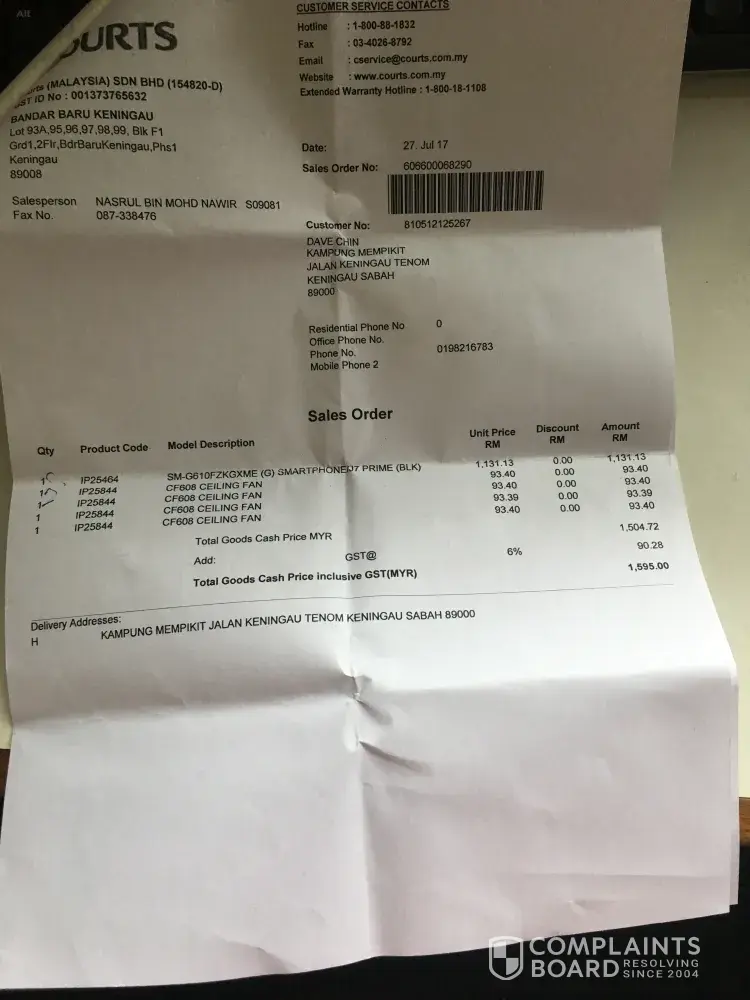 OURTS
CUSTOMER SERVICE CONTACTS
Hotline : 1-800-88-1832
Fax : 03-4026-8792
Email : cservice@courts.com.my
Website : www.courts.com.my
Extended Warranty Hotline : 1-800-18-1108
(MALAYSIA) SDN BHD (154820-D)
ID No : 001373765632
BANDAR BARU KENINGAU
Lot 93A,95,96,97,98,99, Blk F1
Grd1,2Flr,BdrBaruKeningau,Phs1
Keningau
89008
Salesperson NASRUL BIN MOHD NAWIR S09081
Fax No. 087-338476
Date: 27. Jul 17
Sales Order No: 606600068290
Customer No: 810512125267
DAVE CHIN
KAMPUNG MEMPIKIT
JALAN KENINGAU TENOM
KENINGAU SABAH
89000
Residential Phone No 0
Office Phone No.
Phone No. 0198216783
Mobile Phone 2
Sales Order
Qty Product Code Model Description Unit Price RM Discount RM Amount RM
1 IP25464 SM-G610FZKGXME (G) SMARTPHONE J7 PRIME (BLK) 1,131.13 0.00 1,131.13
1 IP25844 CF608 CEILING FAN 93.40 0.00 93.40
1 IP25844 CF608 CEILING FAN 93.40 0.00 93.40
1 IP25844 CF608 CEILING FAN 93.39 0.00 93.39
1 IP25844 CF608 CEILING FAN 93.40 0.00 93.40
Total Goods Cash Price MYR 1,504.72
Add: GST@ 6% 90.28
Total Goods Cash Price inclusive GST(MYR) 1,595.00
Delivery Addresses:
H KAMPUNG MEMPIKIT JALAN KENINGAU TENOM KENINGAU SABAH 89000
COMPLAINTS
BOARD RESOLVING SINCE 2004